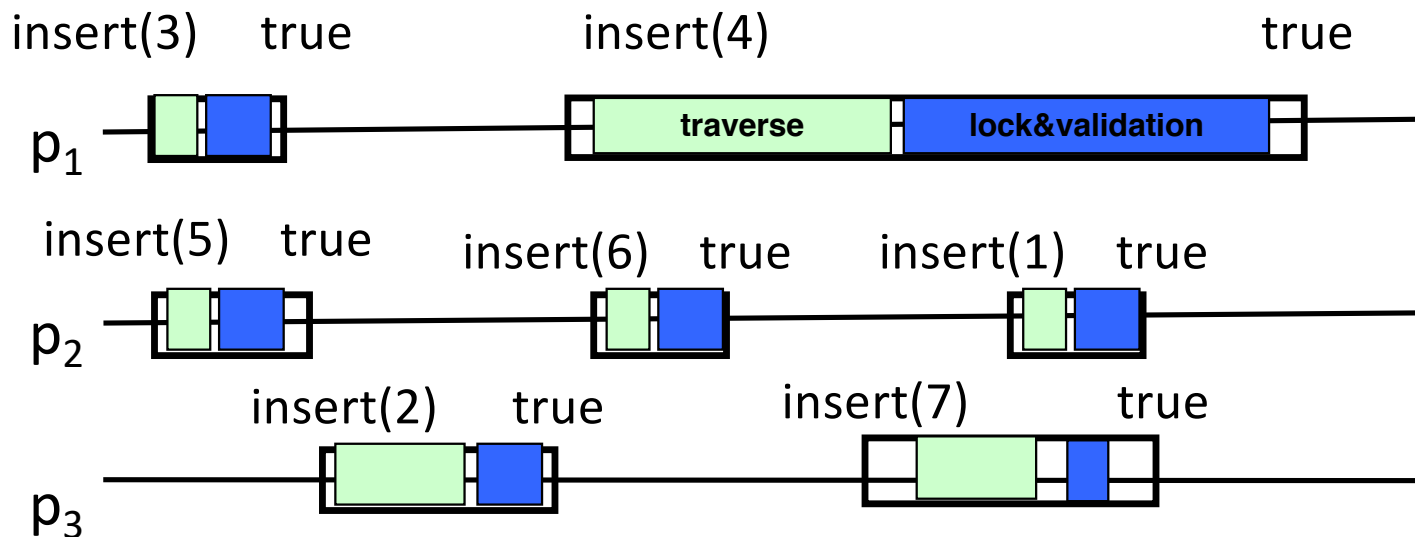 insert(3) true insert(4) true
p1 traverse lock&validation
insert(5) true insert(6) true insert(1) true
p2
insert(2) true insert(7) true
p3